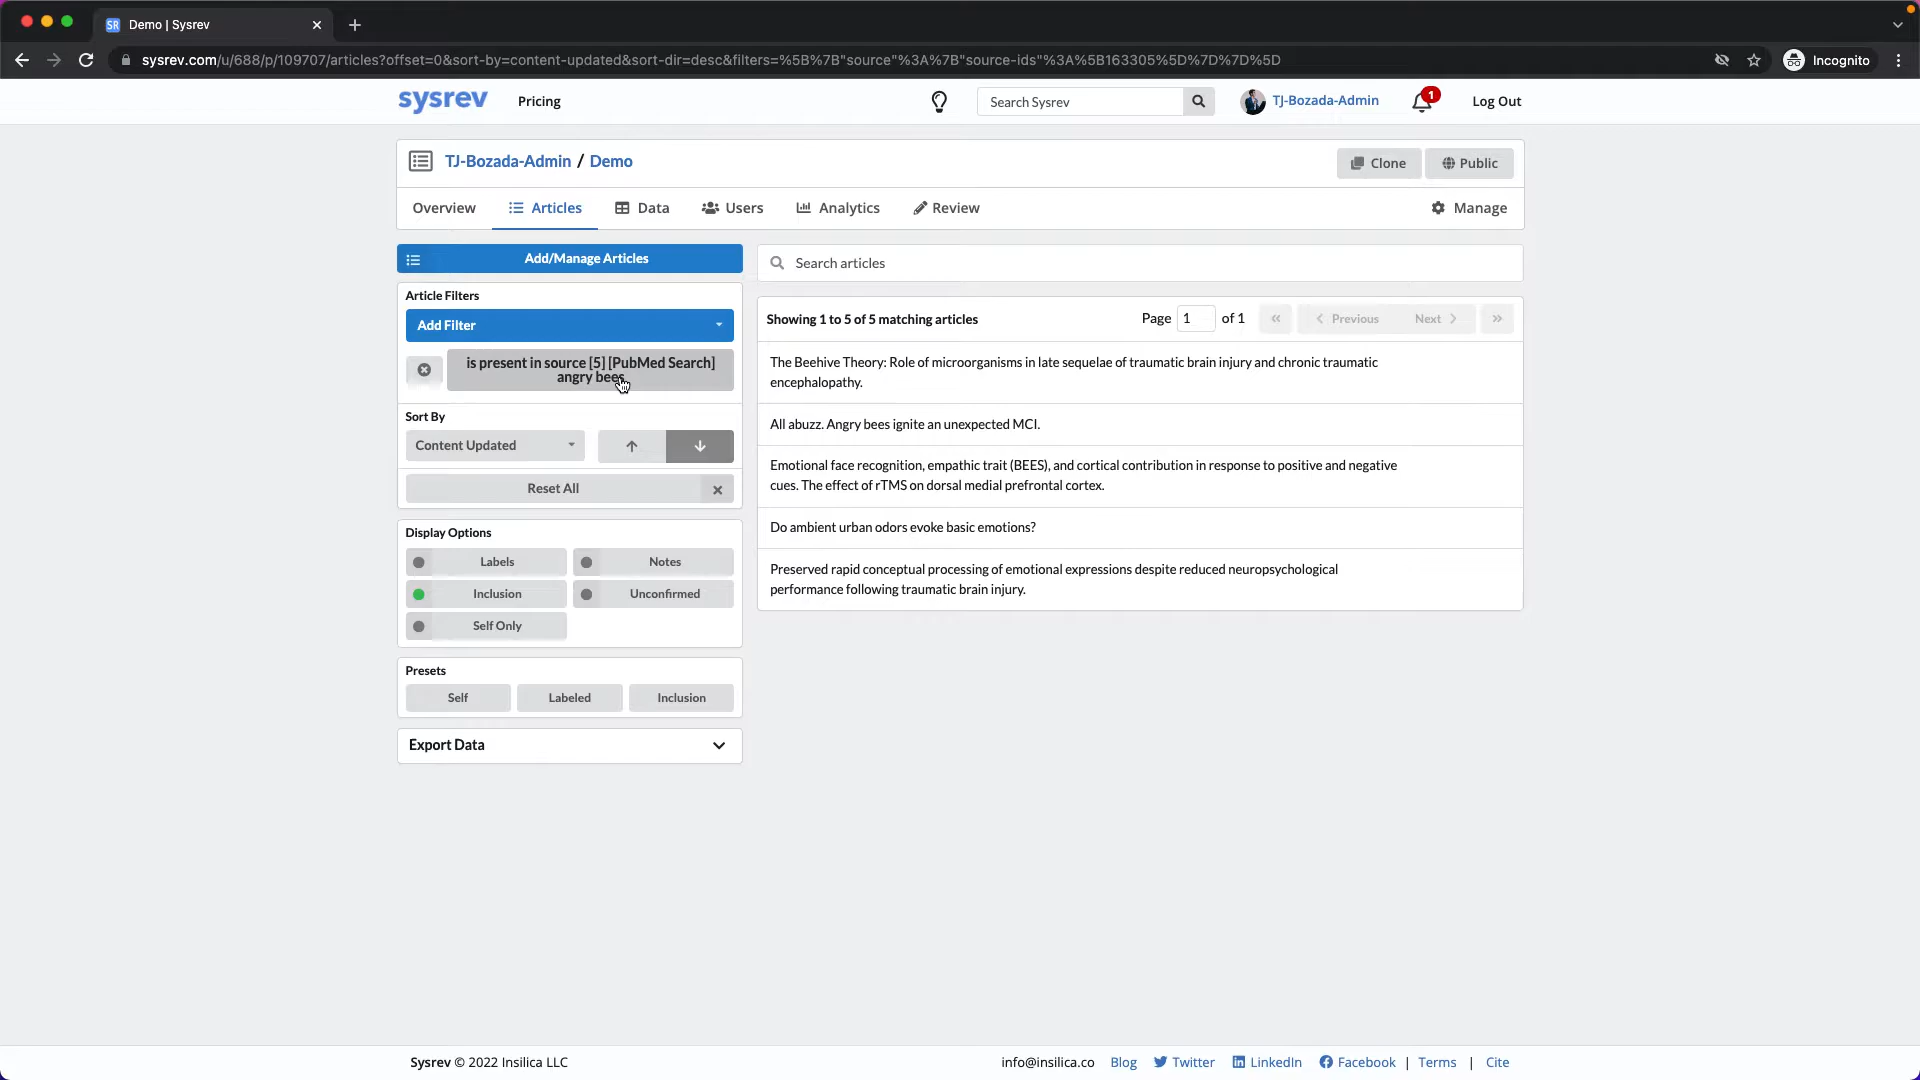 Demo | Sysrev
sysrev.com/u/688/p/109707/articles?offset=0&sort-by=content-updated&sort-dir=desc&filters=%5B%7B"source"%3A%7B"source-ids"%3A%5B163305%5D%7D%7D%5D
Incognito
sysrev
Pricing
Search Sysrev
TJ-Bozada-Admin
1
Log Out
TJ-Bozada-Admin / Demo
Clone
Public
Overview
Articles
Data
Users
Analytics
Review
Manage
Add/Manage Articles
Article Filters
Add Filter
is present in source [5] [PubMed Search]
angry bees
Sort By
Content Updated
Reset All
Display Options
Labels
Notes
Inclusion
Unconfirmed
Self Only
Presets
Self
Labeled
Inclusion
Export Data
Search articles
Showing 1 to 5 of 5 matching articles
Page 1 of 1
Previous
Next
The Beehive Theory: Role of microorganisms in late sequelae of traumatic brain injury and chronic traumatic
encephalopathy.
All abuzz. Angry bees ignite an unexpected MCI.
Emotional face recognition, empathic trait (BEES), and cortical contribution in response to positive and negative
cues. The effect of rTMS on dorsal medial prefrontal cortex.
Do ambient urban odors evoke basic emotions?
Preserved rapid conceptual processing of emotional expressions despite reduced neuropsychological
performance following traumatic brain injury.
Sysrev © 2022 Insilica LLC
info@insilica.co
Blog
Twitter
LinkedIn
Facebook | Terms | Cite